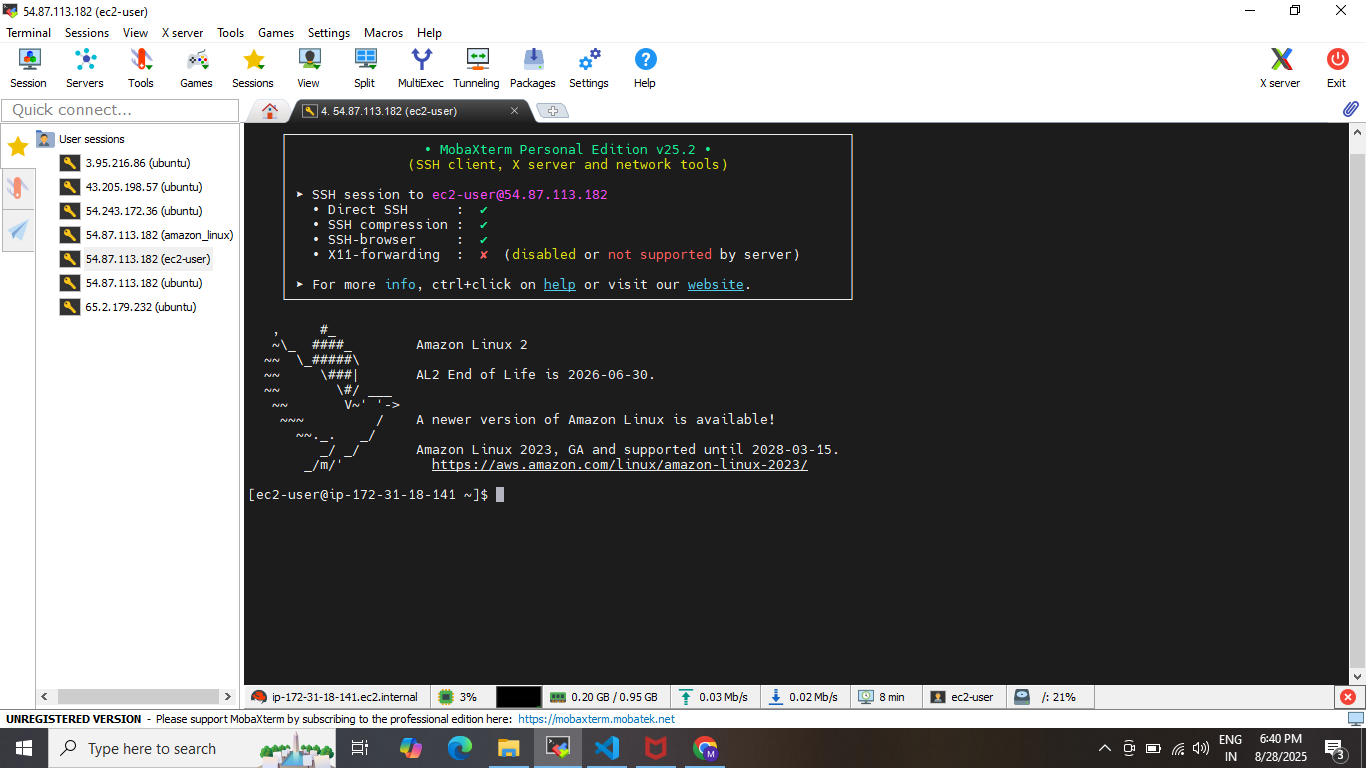 54.87.113.182 (ec2-user)
Terminal Sessions View X server Tools Games Settings Macros Help
Session Servers Tools Games Sessions View Split MultiExec Tunneling Packages Settings Help X server Exit
Quick connect...
4. 54.87.113.182 (ec2-user)
User sessions
3.95.216.86 (ubuntu)
43.205.198.57 (ubuntu)
54.243.172.36 (ubuntu)
54.87.113.182 (amazon_linux)
54.87.113.182 (ec2-user)
54.87.113.182 (ubuntu)
65.2.179.232 (ubuntu)
• MobaXterm Personal Edition v25.2 •
(SSH client, X server and network tools)
➤ SSH session to ec2-user@54.87.113.182
• Direct SSH : ✔
• SSH compression : ✔
• SSH-browser : ✔
• X11-forwarding : ✘ (disabled or not supported by server)
➤ For more info, ctrl+click on help or visit our website.
   ,     #_
   ~\_  ####_        Amazon Linux 2
  ~~  \_#####\
  ~~     \###|       AL2 End of Life is 2026-06-30.
  ~~       \#/ ___
   ~~       V~' '->
    ~~~         /    A newer version of Amazon Linux is available!
      ~~._.   _/
         _/ _/       Amazon Linux 2023, GA and supported until 2028-03-15.
       _/m/'           https://aws.amazon.com/linux/amazon-linux-2023/
[ec2-user@ip-172-31-18-141 ~]$
ip-172-31-18-141.ec2.internal 3% 0.20 GB / 0.95 GB 0.03 Mb/s 0.02 Mb/s 8 min ec2-user /: 21%
UNREGISTERED VERSION - Please support MobaXterm by subscribing to the professional edition here: https://mobaxterm.mobatek.net
Type here to search
ENG
IN
6:40 PM
8/28/2025
3